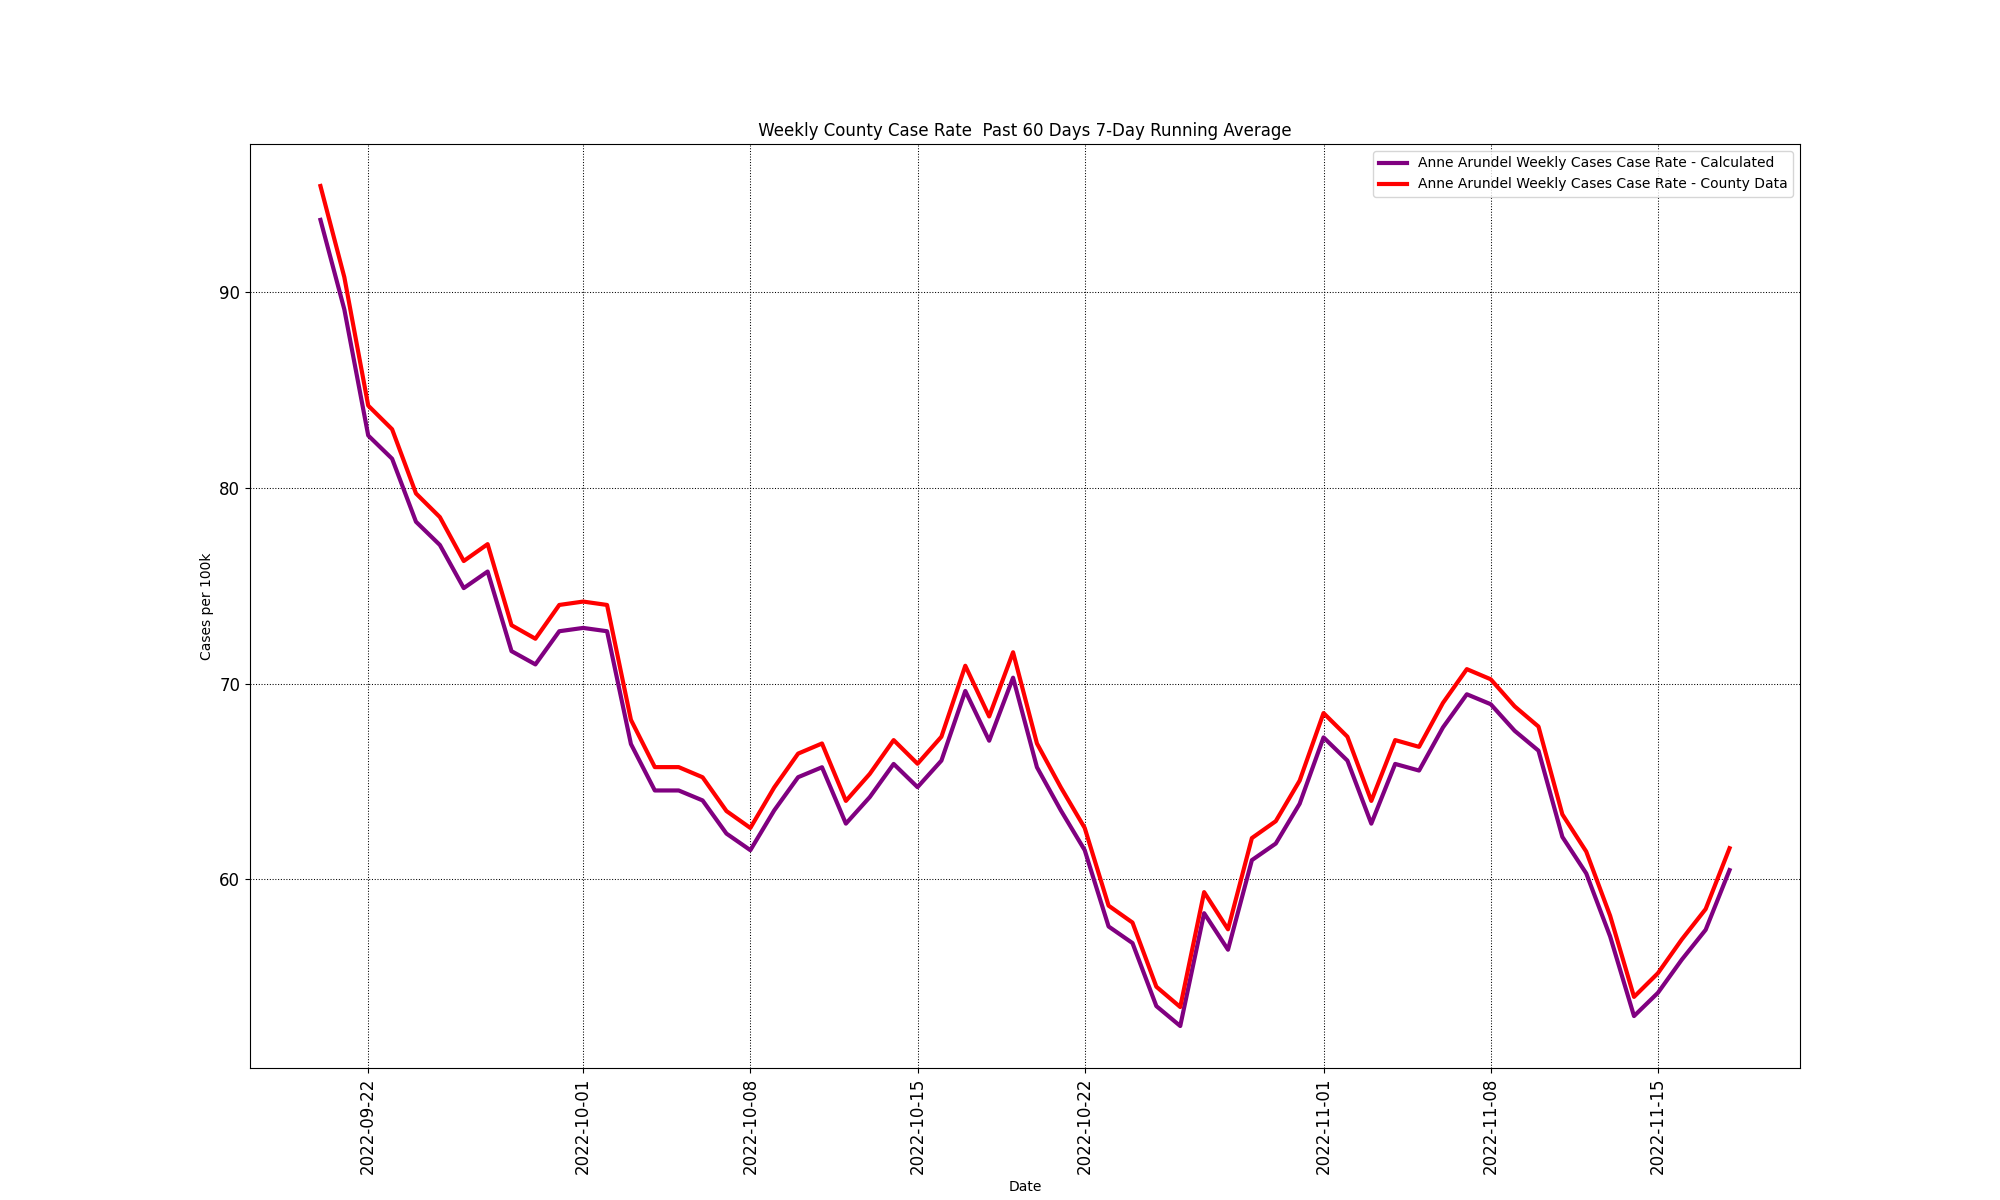 Weekly County Case Rate  Past 60 Days 7-Day Running Average
Anne Arundel Weekly Cases Case Rate - Calculated
Anne Arundel Weekly Cases Case Rate - County Data
90
80
70
60
Cases per 100k
2022-09-22
2022-10-01
2022-10-08
2022-10-15
2022-10-22
2022-11-01
2022-11-08
2022-11-15
Date